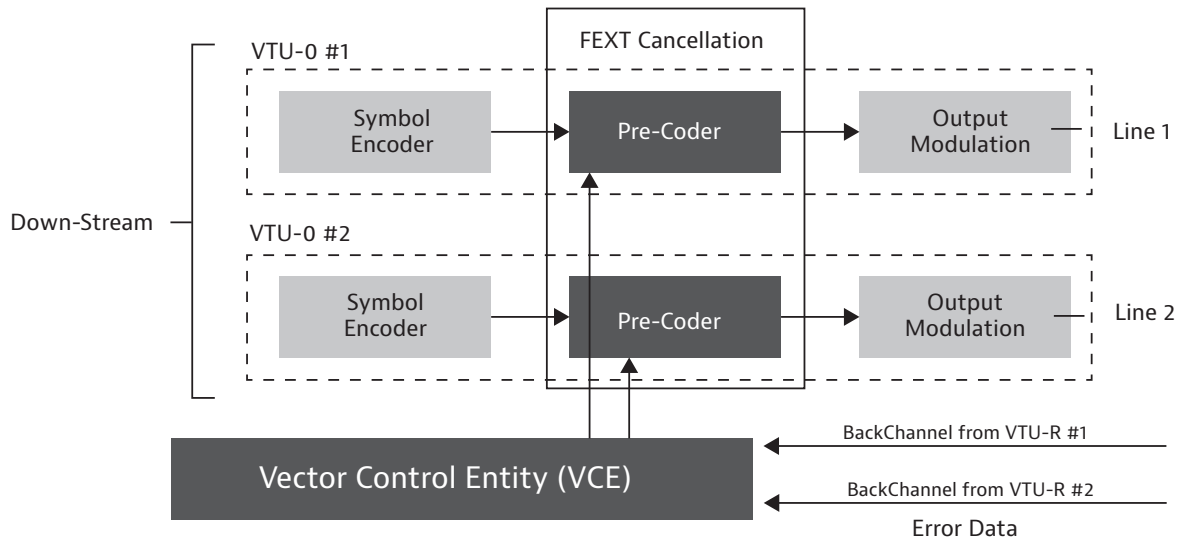 FEXT Cancellation
VTU-0 #1
Symbol
Encoder
Pre-Coder
Output
Modulation
Line 1
Down-Stream
VTU-0 #2
Symbol
Encoder
Pre-Coder
Output
Modulation
Line 2
BackChannel from VTU-R #1
Vector Control Entity (VCE)
BackChannel from VTU-R #2
Error Data